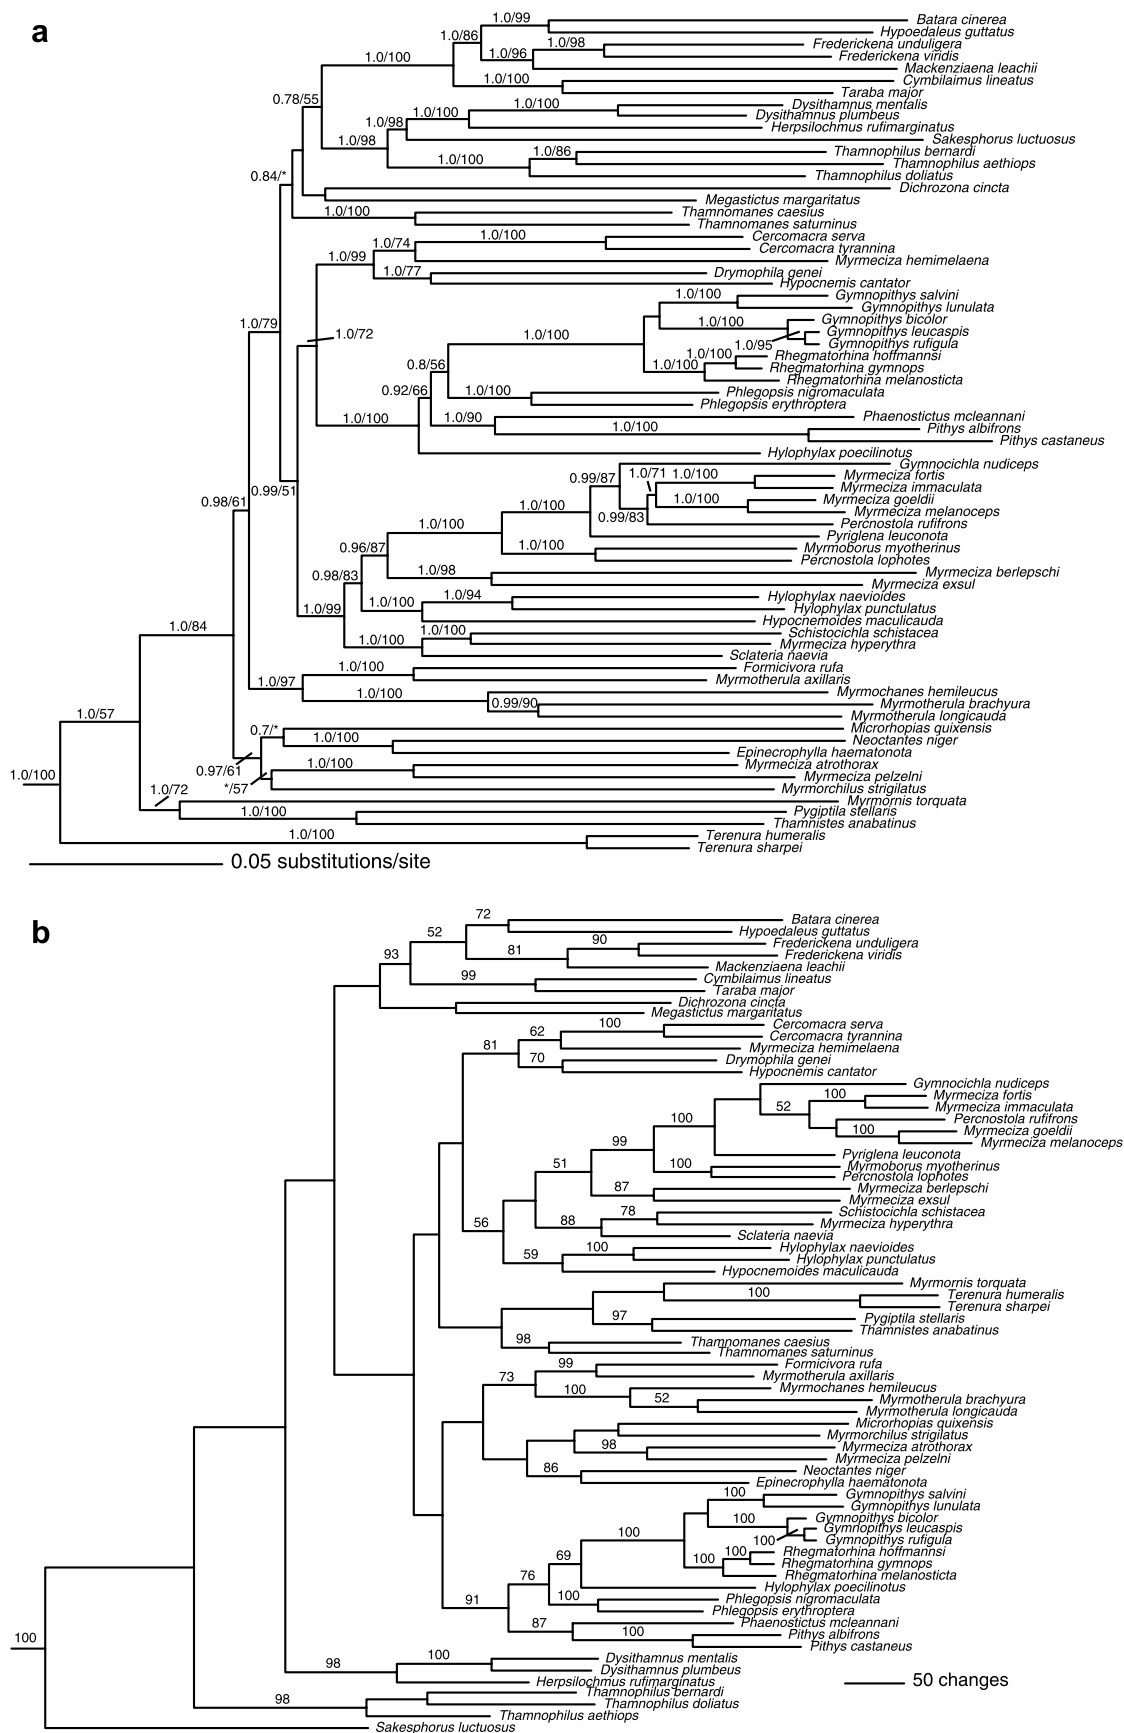 a
1.0/99
Batara cinerea
1.0/86
Hypoedaleus guttatus
1.0/98
Frederickena unduligera
1.0/96
Frederickena viridis
1.0/100
Mackenziaena leachii
1.0/100
Cymbilaimus lineatus
Taraba major
0.78/55
1.0/100
Dysithamnus mentalis
1.0/100
Dysithamnus plumbeus
1.0/98
Herpsilochmus rufimarginatus
1.0/98
Sakesphorus luctuosus
1.0/86
Thamnophilus bernardi
1.0/100
Thamnophilus aethiops
0.84/*
Thamnophilus doliatus
Dichrozona cincta
Megastictus margaritatus
1.0/100
Thamnomanes caesius
Thamnomanes saturninus
1.0/100
Cercomacra serva
1.0/74
Cercomacra tyrannina
1.0/99
Myrmeciza hemimelaena
1.0/77
Drymophila genei
Hypocnemis cantator
1.0/100
Gymnopithys salvini
Gymnopithys lunulata
1.0/79
1.0/100
Gymnopithys bicolor
1.0/72
Gymnopithys leucaspis
1.0/100
1.0/95
Gymnopithys rufigula
1.0/100
Rhegmatorhina hoffmannsi
0.8/56
1.0/100
Rhegmatorhina gymnops
Rhegmatorhina melanosticta
0.92/66
1.0/100
Phlegopsis nigromaculata
Phlegopsis erythroptera
1.0/100
1.0/90
Phaenostictus mcleannani
1.0/100
Pithys albifrons
Pithys castaneus
Hylophylax poecilinotus
Gymnocichla nudiceps
0.99/87
1.0/71
1.0/100
Myrmeciza fortis
0.99/51
Myrmeciza immaculata
0.98/61
1.0/100
Myrmeciza goeldii
1.0/100
0.99/83
Myrmeciza melanoceps
Percnostola rufifrons
1.0/100
Pyriglena leuconota
0.96/87
1.0/100
Myrmoborus myotherinus
Percnostola lophotes
0.98/83
1.0/98
Myrmeciza berlepschi
Myrmeciza exsul
1.0/99
1.0/100
1.0/94
Hylophylax naevioides
Hylophylax punctulatus
Hypocnemoides maculicauda
1.0/84
1.0/100
Schistocichla schistacea
1.0/100
Myrmeciza hyperythra
Sclateria naevia
1.0/100
Formicivora rufa
1.0/97
Myrmotherula axillaris
1.0/100
Myrmochanes hemileucus
0.99/90
Myrmotherula brachyura
1.0/57
Myrmotherula longicauda
0.7/*
Microrhopias quixensis
1.0/100
Neoctantes niger
Epinecrophylla haematonota
0.97/61
1.0/100
Myrmeciza atrothorax
1.0/100
*/57
Myrmeciza pelzelni
1.0/72
Myrmorchilus strigilatus
Myrmornis torquata
1.0/100
Pygiptila stellaris
Thamnistes anabatinus
1.0/100
Terenura humeralis
Terenura sharpei
0.05 substitutions/site
b
72
Batara cinerea
52
Hypoedaleus guttatus
90
Frederickena unduligera
81
Frederickena viridis
93
Mackenziaena leachii
99
Cymbilaimus lineatus
Taraba major
Dichrozona cincta
Megastictus margaritatus
100
Cercomacra serva
62
Cercomacra tyrannina
81
Myrmeciza hemimelaena
70
Drymophila genei
Hypocnemis cantator
Gymnocichla nudiceps
100
Myrmeciza fortis
52
Myrmeciza immaculata
100
Percnostola rufifrons
100
Myrmeciza goeldii
99
Myrmeciza melanoceps
Pyriglena leuconota
51
100
Myrmoborus myotherinus
Percnostola lophotes
87
Myrmeciza berlepschi
Myrmeciza exsul
78
Schistocichla schistacea
56
88
Myrmeciza hyperythra
Sclateria naevia
100
Hylophylax naevioides
59
Hylophylax punctulatus
Hypocnemoides maculicauda
Myrmornis torquata
100
Terenura humeralis
Terenura sharpei
97
Pygiptila stellaris
Thamnistes anabatinus
98
Thamnomanes caesius
Thamnomanes saturninus
99
Formicivora rufa
73
Myrmotherula axillaris
100
Myrmochanes hemileucus
52
Myrmotherula brachyura
Myrmotherula longicauda
Microrhopias quixensis
Myrmorchilus strigilatus
98
Myrmeciza atrothorax
Myrmeciza pelzelni
86
Neoctantes niger
Epinecrophylla haematonota
100
Gymnopithys salvini
Gymnopithys lunulata
100
Gymnopithys bicolor
100
Gymnopithys leucaspis
100
Gymnopithys rufigula
69
100
Rhegmatorhina hoffmannsi
100
Rhegmatorhina gymnops
76
Rhegmatorhina melanosticta
Hylophylax poecilinotus
91
100
Phlegopsis nigromaculata
Phlegopsis erythroptera
87
Phaenostictus mcleannani
100
Pithys albifrons
100
Pithys castaneus
100
Dysithamnus mentalis
98
Dysithamnus plumbeus
Herpsilochmus rufimarginatus
50 changes
98
Thamnophilus bernardi
Thamnophilus doliatus
Thamnophilus aethiops
Sakesphorus luctuosus